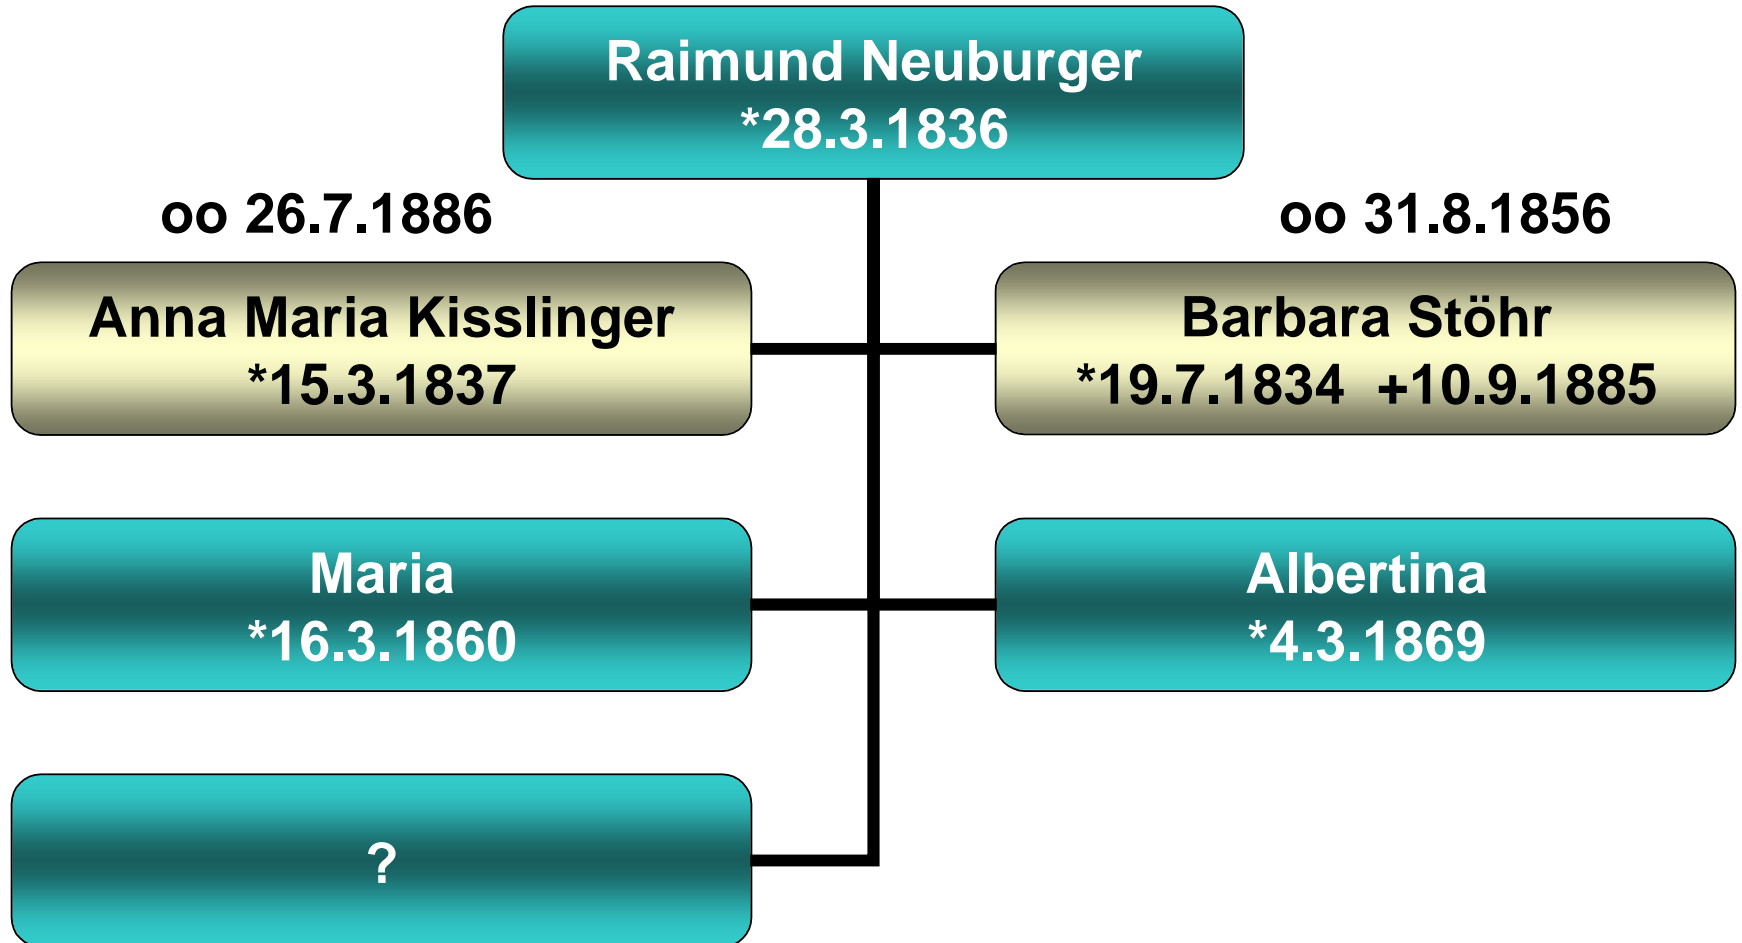 Raimund Neuburger
*28.3.1836
oo 26.7.1886
oo 31.8.1856
Anna Maria Kisslinger
*15.3.1837
Barbara Stöhr
*19.7.1834 +10.9.1885
Maria
*16.3.1860
Albertina
*4.3.1869
?